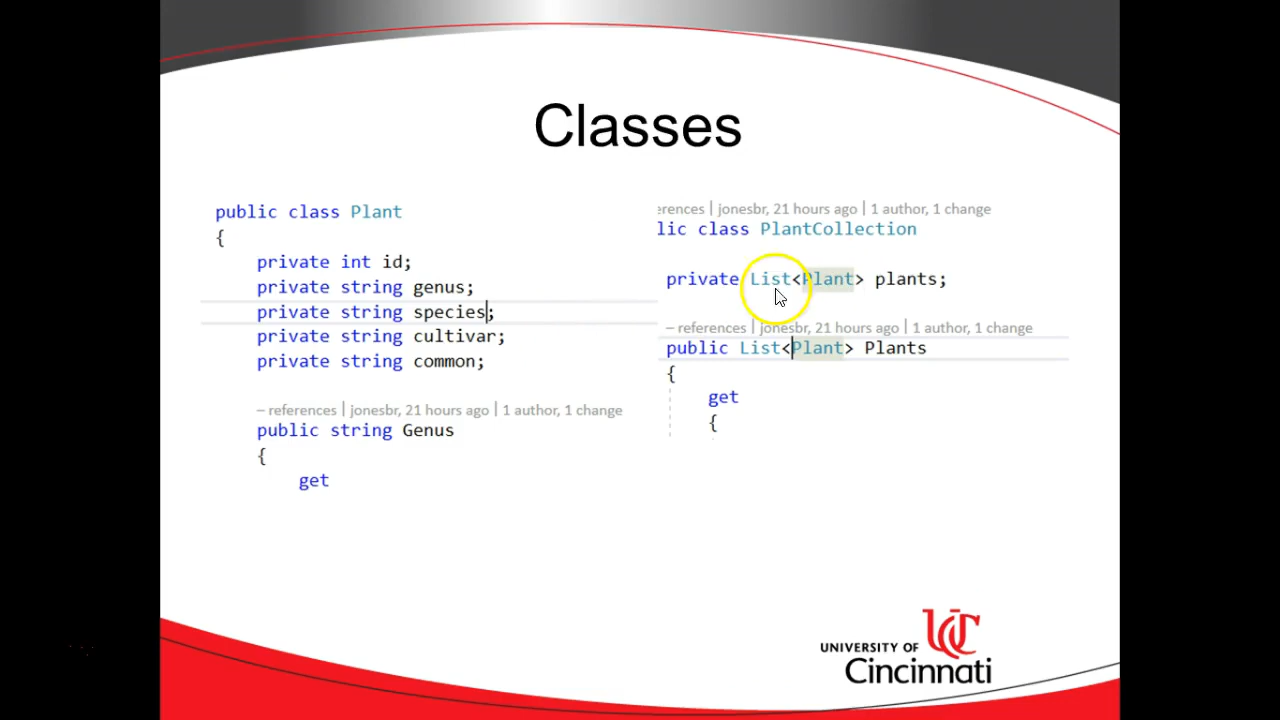 Classes
public class Plant
{
private int id;
private string genus;
private string species;
private string cultivar;
private string common;
– references | jonesbr, 21 hours ago | 1 author, 1 change
public string Genus
{
get
erences | jonesbr, 21 hours ago | 1 author, 1 change
lic class PlantCollection
private List<Plant> plants;
– references | jonesbr, 21 hours ago | 1 author, 1 change
public List<Plant> Plants
{
get
{
UC
UNIVERSITY OF
Cincinnati